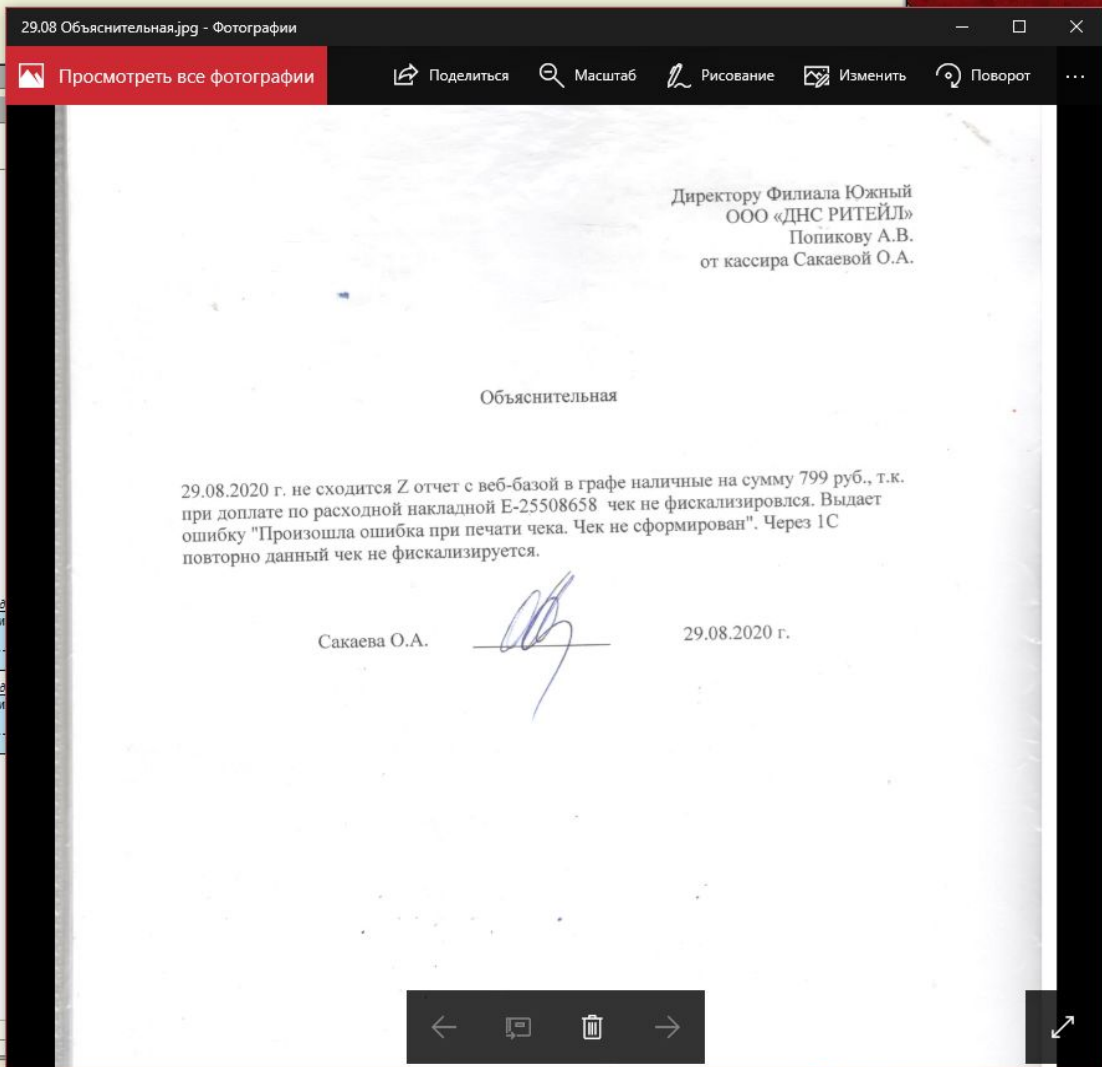 29.08 Объяснительная.jpg - Фотографии
Просмотреть все фотографии
Поделиться
Масштаб
Рисование
Изменить
Поворот
Директору Филиала Южный
ООО «ДНС РИТЕЙЛ»
Попикову А.В.
от кассира Сакаевой О.А.
Объяснительная
29.08.2020 г. не сходится Z отчет с веб-базой в графе наличные на сумму 799 руб., т.к.
при доплате по расходной накладной Е-25508658 чек не фискализировлся. Выдает
ошибку "Произошла ошибка при печати чека. Чек не сформирован". Через 1С
повторно данный чек не фискализируется.
Сакаева О.А.
29.08.2020 г.